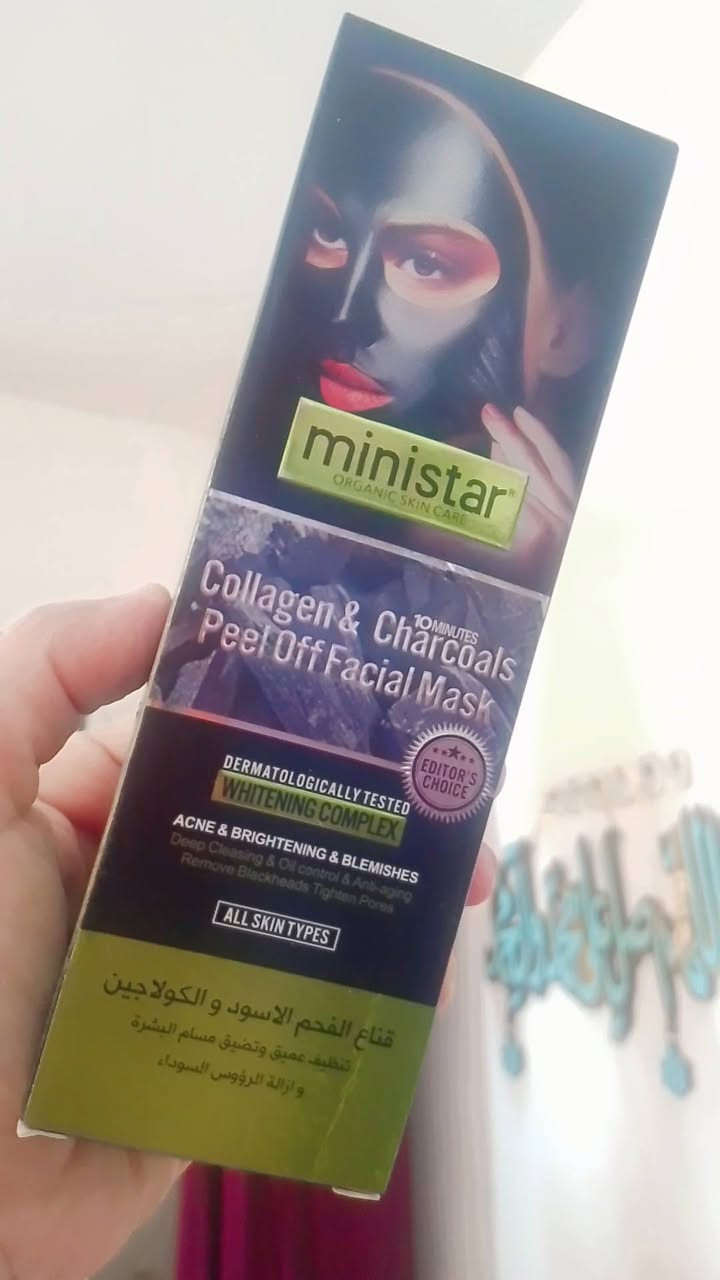 ministar®
ORGANIC SKIN CARE
Collagen & Charcoals
10 MINUTES
Peel Off Facial Mask
EDITOR'S
CHOICE
DERMATOLOGICALLY TESTED
WHITENING COMPLEX
ACNE & BRIGHTENING & BLEMISHES
Deep Cleasing & Oil control & Anti-aging
Remove Blackheads Tighten Pores
ALL SKIN TYPES
قناع الفحم الاسود و الكولاجين
تنظيف عميق وتضيق مسام البشرة
و ازالة الرؤوس السوداء